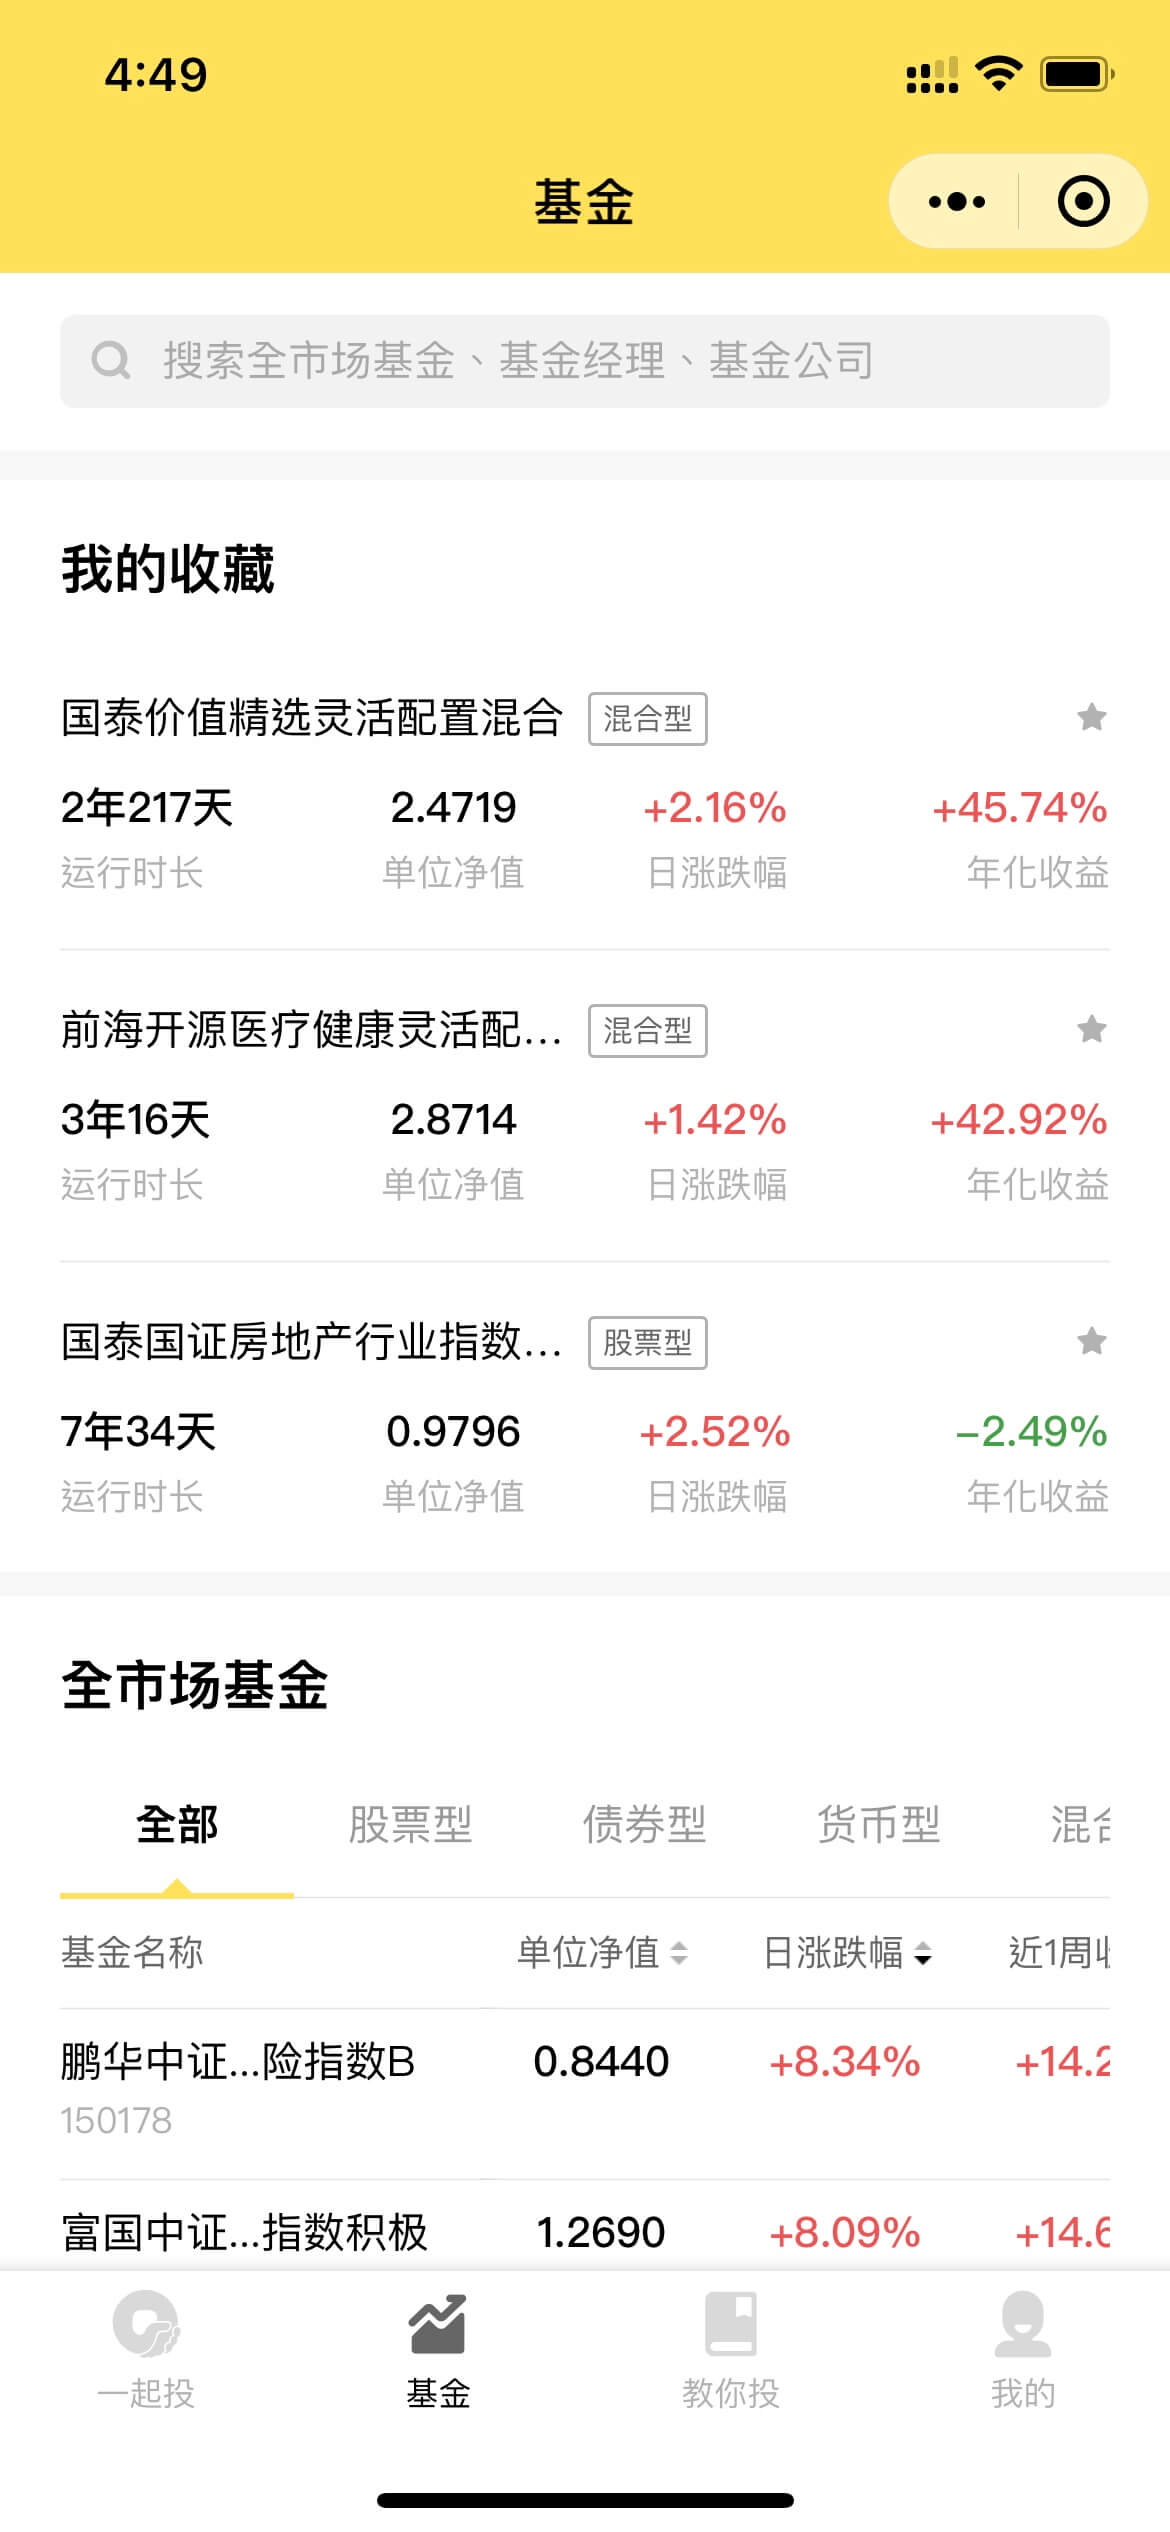 4:49
基金
搜索全市场基金、基金经理、基金公司
我的收藏
国泰价值精选灵活配置混合 混合型
2年217天 2.4719 +2.16% +45.74%
运行时长 单位净值 日涨跌幅 年化收益
前海开源医疗健康灵活配... 混合型
3年16天 2.8714 +1.42% +42.92%
运行时长 单位净值 日涨跌幅 年化收益
国泰国证房地产行业指数... 股票型
7年34天 0.9796 +2.52% -2.49%
运行时长 单位净值 日涨跌幅 年化收益
全市场基金
全部 股票型 债券型 货币型 混合
基金名称 单位净值 日涨跌幅 近1周收
鹏华中证...险指数B 0.8440 +8.34% +14.2
150178
富国中证...指数积极 1.2690 +8.09% +14.6
一起投 基金 教你投 我的